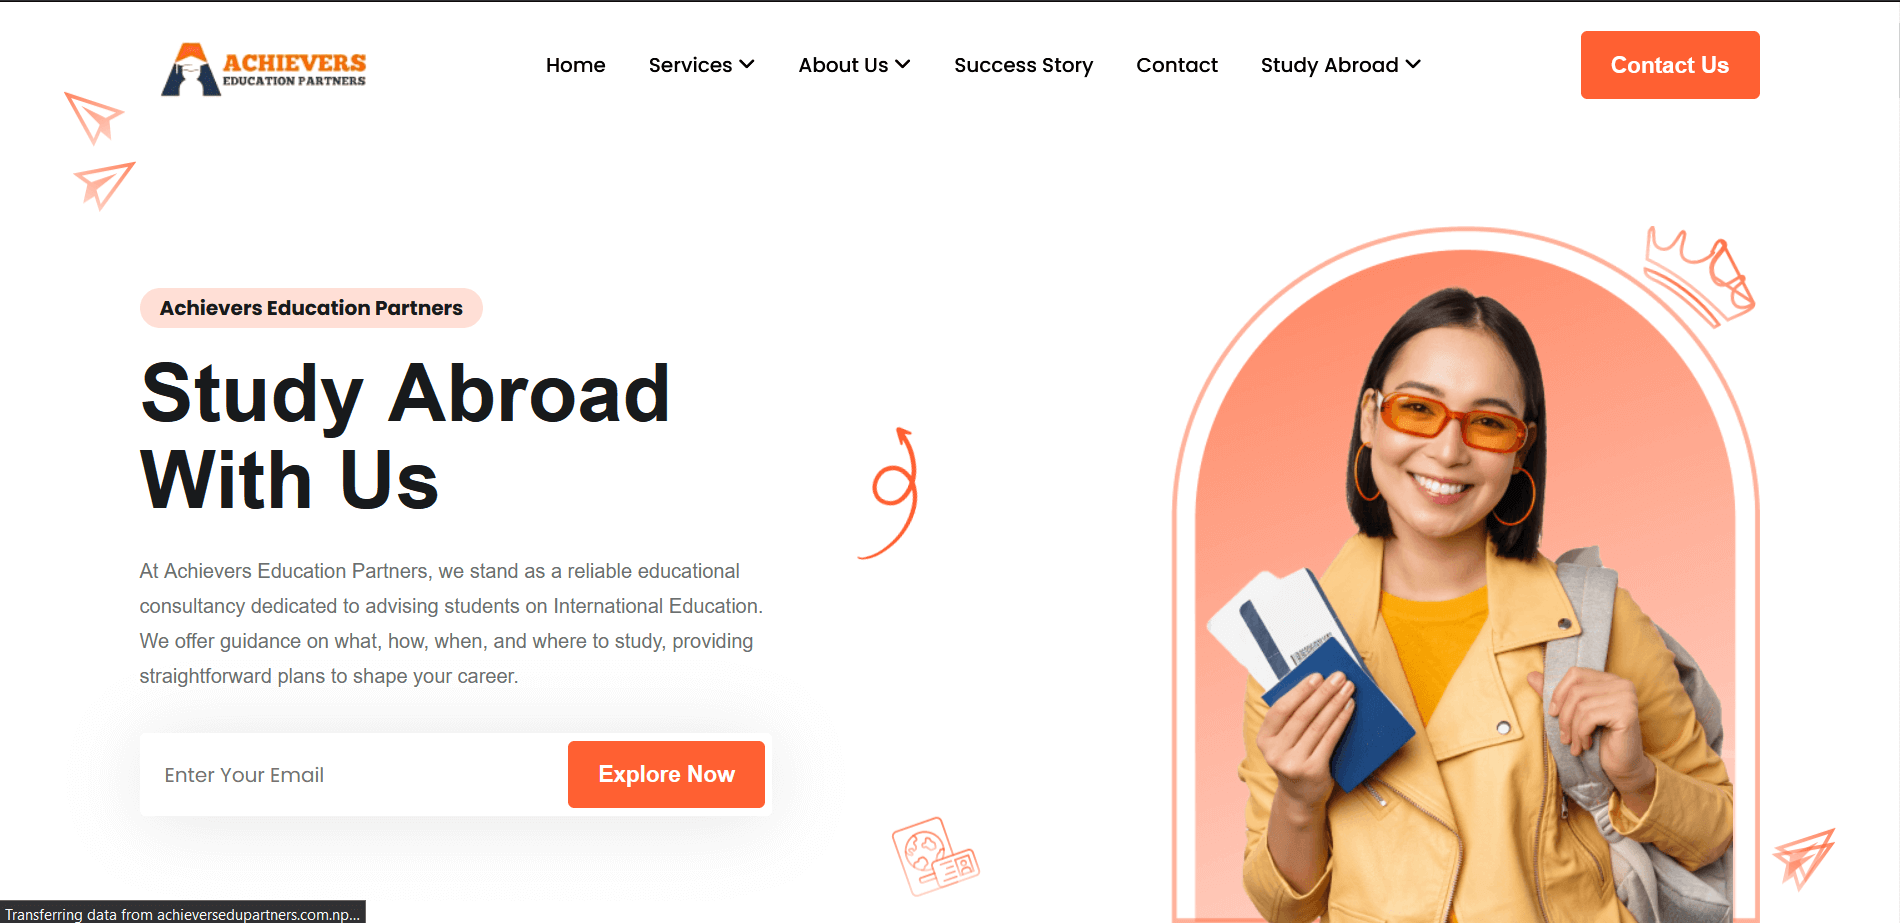 ACHIEVERS
EDUCATION PARTNERS
Home
Services
About Us
Success Story
Contact
Study Abroad
Contact Us
Achievers Education Partners
Study Abroad
With Us
At Achievers Education Partners, we stand as a reliable educational
consultancy dedicated to advising students on International Education.
We offer guidance on what, how, when, and where to study, providing
straightforward plans to shape your career.
Enter Your Email
Explore Now
Transferring data from achieversedupartners.com.np...